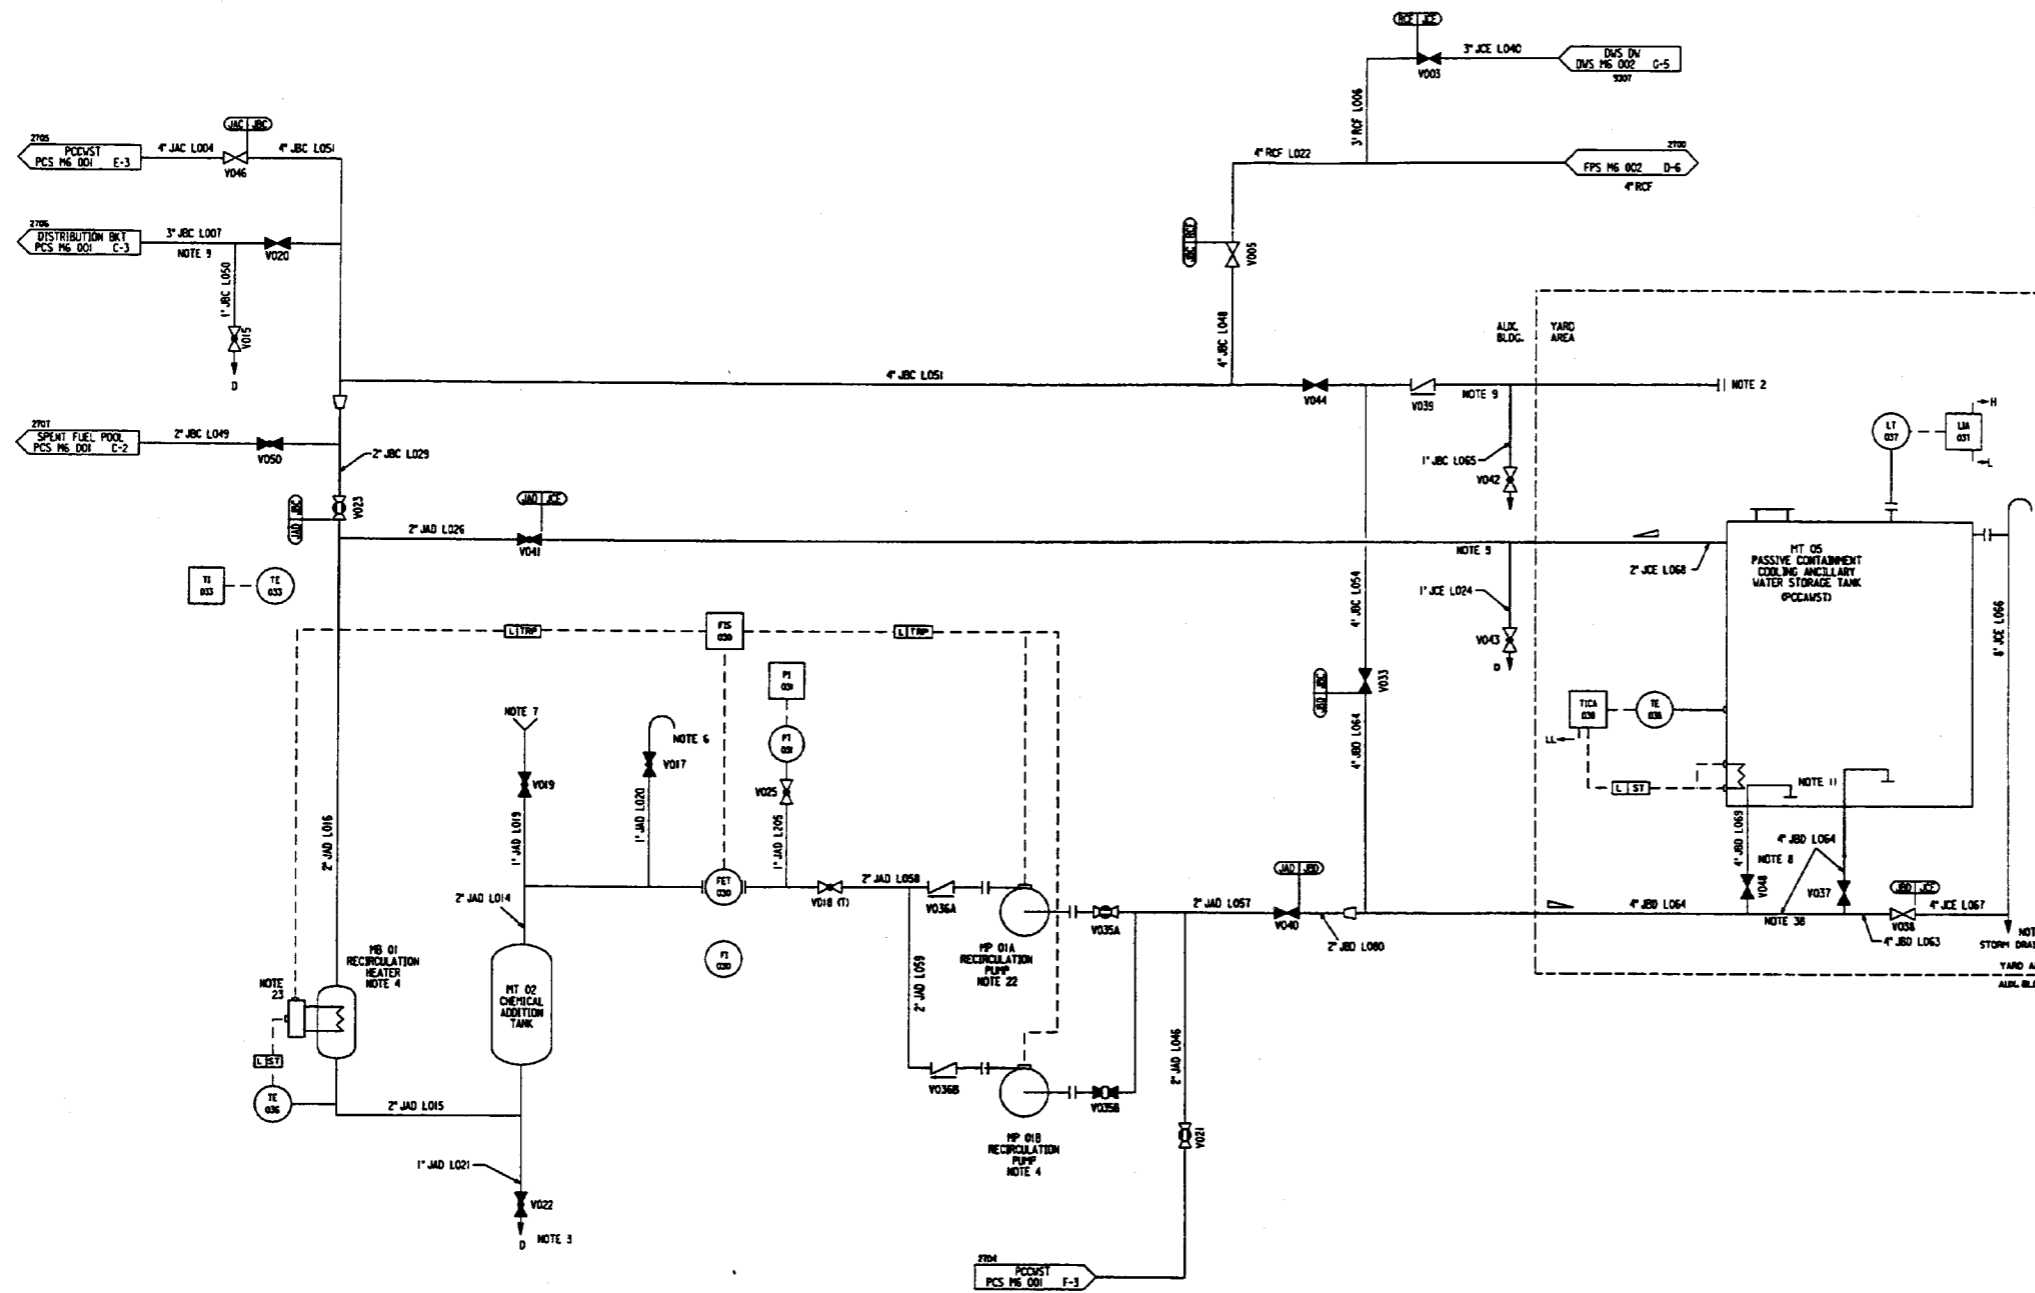 RCF JCE
3" JCE L040
V003
DWS DW
DWS M6 002 G-5
9307
3" RCF L006
2705
PCCWST
PCS M6 001 E-3
4" JAC L004
JAC JBC
V046
4" JBC L051
4" RCF L022
2700
FPS M6 002 D-6
4" RCF
2706
DISTRIBUTION BKT
PCS M6 001 C-3
3" JBC L007
NOTE 9
V020
1" JBC L050
V015
D
JBC RCF
V005
4" JBC L048
AUX.
BLDG.
YARD
AREA
4" JBC L051
V044
V039
NOTE 9
NOTE 2
2707
SPENT FUEL POOL
PCS M6 001 C-2
2" JBC L049
V050
2" JBC L029
1" JBC L065
V042
LT
037
LIA
031
H
L
JAD JBC
V023
2" JAD L026
JAD JCE
V041
NOTE 9
2" JCE L068
MT 05
PASSIVE CONTAINMENT
COOLING ANCILLARY
WATER STORAGE TANK
(PCCAWST)
8" JCE L066
TI
033
TE
033
4" JBC L054
1" JCE L024
V043
D
L TRP
FIS
030
L TRP
PI
031
PT
031
JBD JBC
V033
TICA
038
TE
038
LL
L ST
NOTE 7
V019
NOTE 6
V017
V025
4" JBD L064
NOTE 11
2" JAD L016
1" JAD L019
1" JAD L020
1" JAD L205
4" JBD L069
4" JBD L064
NOTE 8
V048
V037
2" JAD L014
FET
030
V018 (T)
2" JAD L058
V036A
V035A
2" JAD L057
JAD JBD
V040
2" JBD L080
4" JBD L064
NOTE 38
JBD JCE
V038
4" JCE L067
4" JBD L063
NOT
STORM DRAI
YARD A
AUX. BLD
MB 01
RECIRCULATION
HEATER
NOTE 4
NOTE
23
MT 02
CHEMICAL
ADDITION
TANK
FI
030
MP 01A
RECIRCULATION
PUMP
NOTE 22
2" JAD L059
L ST
TE
036
2" JAD L015
V036B
V035B
2" JAD L046
V021
MP 01B
RECIRCULATION
PUMP
NOTE 4
1" JAD L021
V022
D
NOTE 3
2704
PCCWST
PCS M6 001 F-3